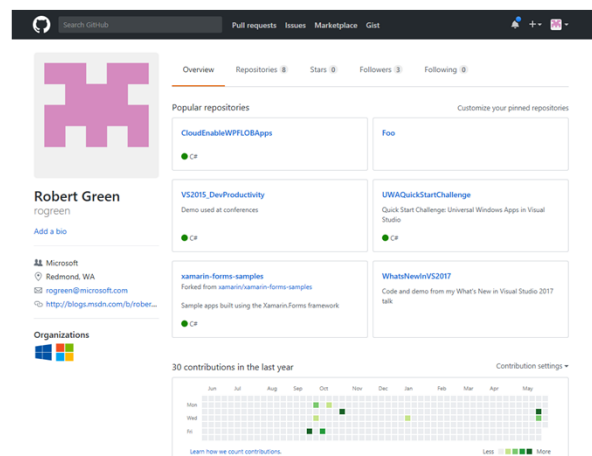 Search GitHub
Pull requests Issues Marketplace Gist
Overview Repositories 8 Stars 0 Followers 3 Following 0
Popular repositories
Customize your pinned repositories
CloudEnableWPFLOBApps
C#
Foo
VS2015_DevProductivity
Demo used at conferences
C#
UWAQuickStartChallenge
Quick Start Challenge: Universal Windows Apps in Visual
Studio
C#
xamarin-forms-samples
Forked from xamarin/xamarin-forms-samples
Sample apps built using the Xamarin.Forms framework
C#
WhatsNewInVS2017
Code and demo from my What's New in Visual Studio 2017
talk
Robert Green
rogreen
Add a bio
Microsoft
Redmond, WA
rogreen@microsoft.com
http://blogs.msdn.com/b/rober...
Organizations
30 contributions in the last year
Contribution settings
Jun Jul Aug Sep Oct Nov Dec Jan Feb Mar Apr May
Mon
Wed
Fri
Learn how we count contributions.
Less More